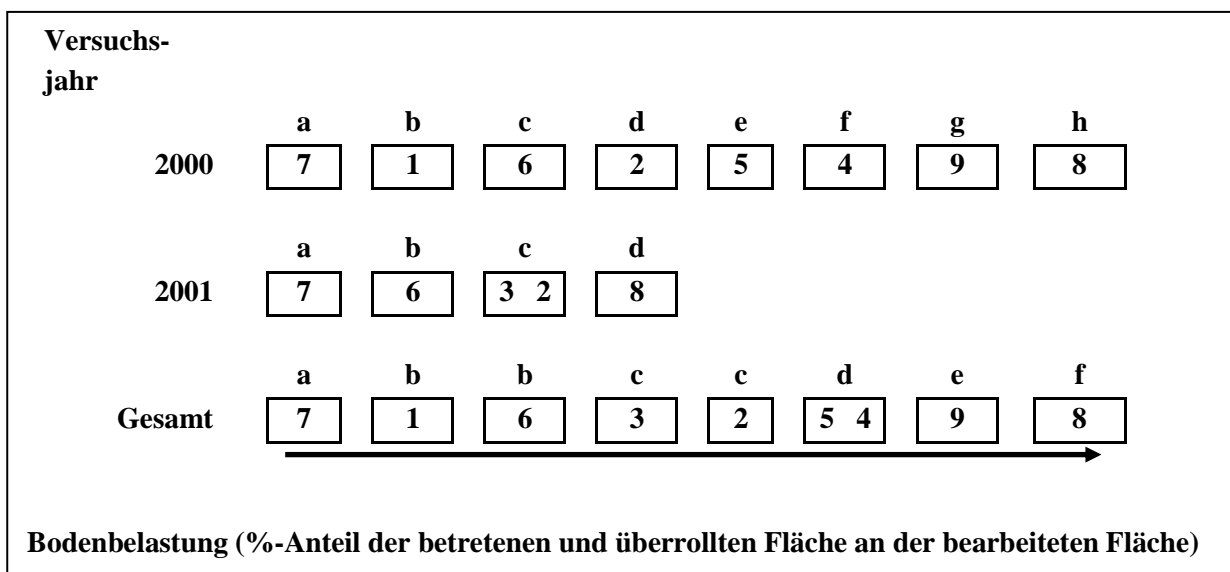 Versuchs-
jahr
a b c d e f g h
2000 7 1 6 2 5 4 9 8
a b c d
2001 7 6 3 2 8
a b b c c d e f
Gesamt 7 1 6 3 2 5 4 9 8
Bodenbelastung (%-Anteil der betretenen und überrollten Fläche an der bearbeiteten Fläche)